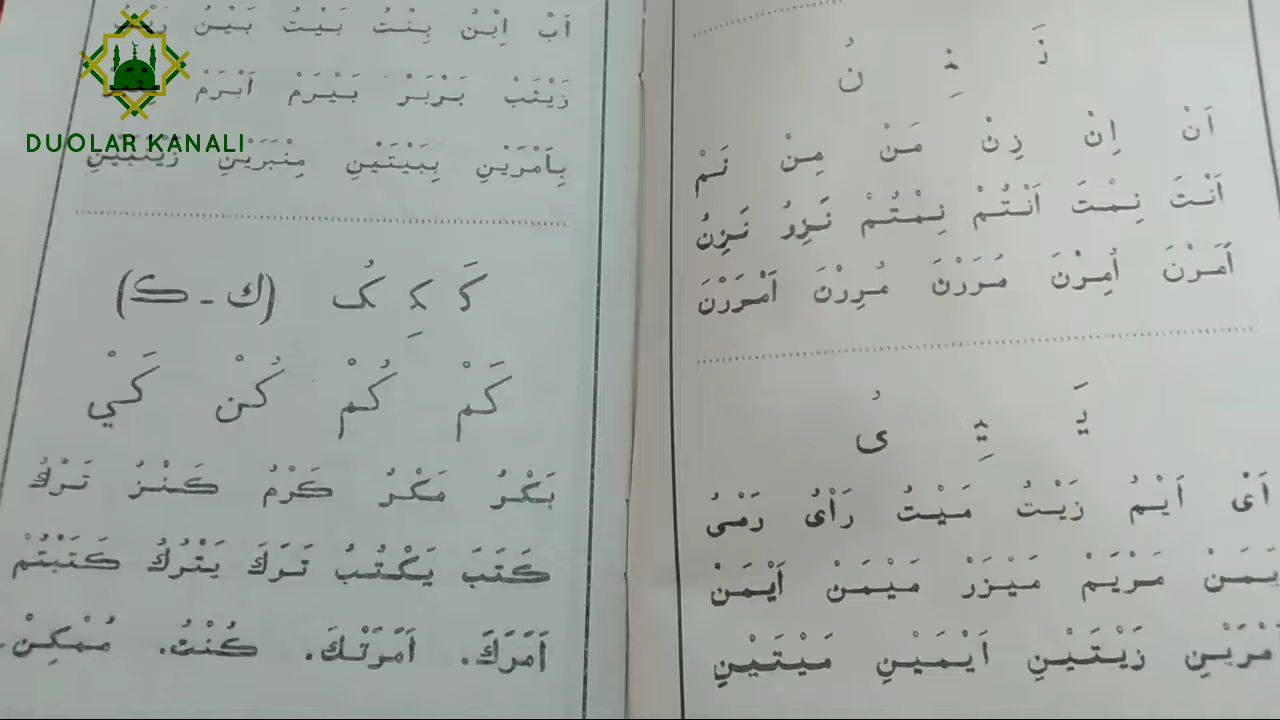 نَ نِ نُ
اَنْ اِنْ زِنْ مَنْ مِنْ نَمْ
اَنْتَ نِمْتَ اَنْتُمْ نِمْتُمْ نَزِرُ نَزِنُ
اَمَرْنَ اُمِرْنَ مَرَرْنَ مُرِرْنَ اَمْرَرْنَ
يَ يِ ىُ
اَىْ اَيْمُ زَيْتُ مَيْتُ رَاْىُ رَمْىُ
يَمَنْ مَرْيَمْ مَيْزَرْ مَيْمَنْ اَيْمَنْ
زَيْتَيْنِ اَيْمَيْنِ مَيْتَيْنِ
اَبْ اِبْنُ بِنْتُ بَيْتُ بَيْنُ
زَيْنَبْ بَرْبَرْ بَيْرَمْ اَبْرَمْ
بِاَمْرَيْنِ بِبَيْتَيْنِ مِنْبَرَيْنِ زَيْنَبَيْنِ
كَ كِ كُ (ك - ڪ)
كَمْ كُمْ كُنْ كَيْ
بَكْرُ مَكْرُ كَرْمُ كَنْزُ تَرْكُ
كَتَبَ يَكْتُبُ تَرَكَ يَتْرُكُ كَتَبْتُمْ
اَمَرَكَ. اَمَرَتْكَ. كُنْتُ. مُمْكِنْ.
DUOLAR KANALI